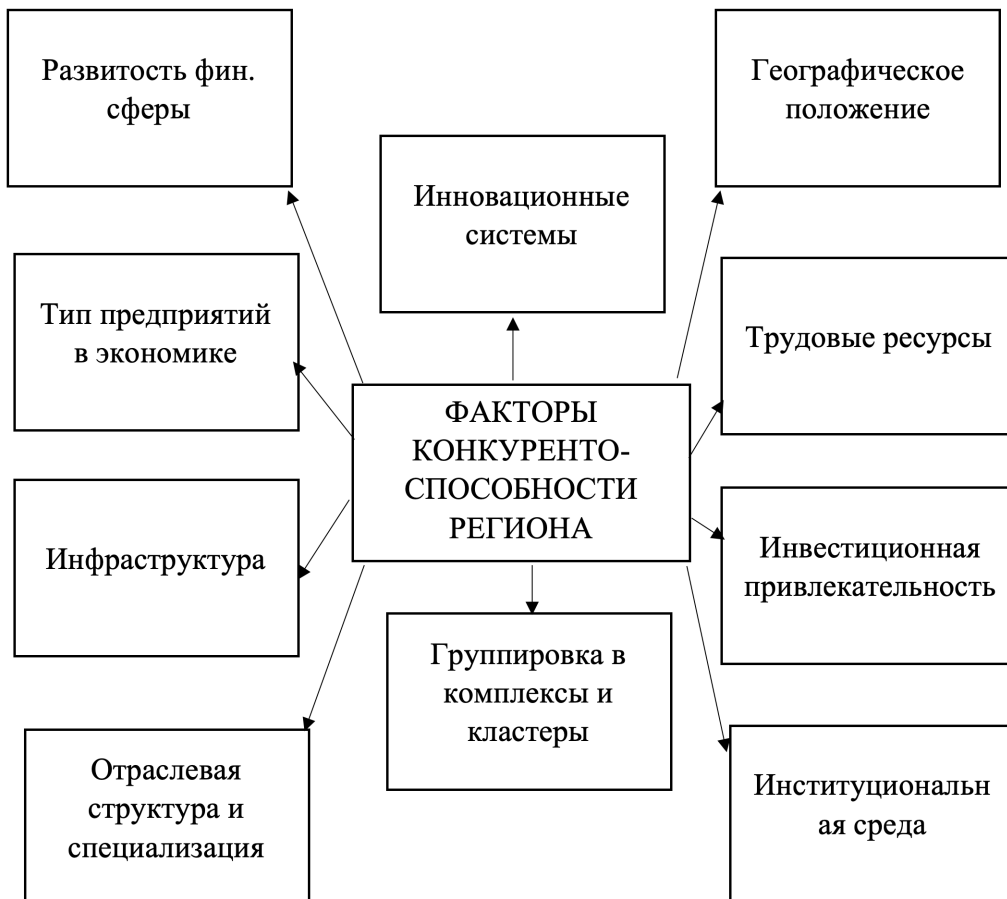 Развитость фин.
сферы
Географическое
положение
Инновационные
системы
Тип предприятий
в экономике
Трудовые ресурсы
ФАКТОРЫ
КОНКУРЕНТО-
СПОСОБНОСТИ
РЕГИОНА
Инфраструктура
Инвестиционная
привлекательность
Группировка в
комплексы и
кластеры
Отраслевая
структура и
специализация
Институциональн
ая среда